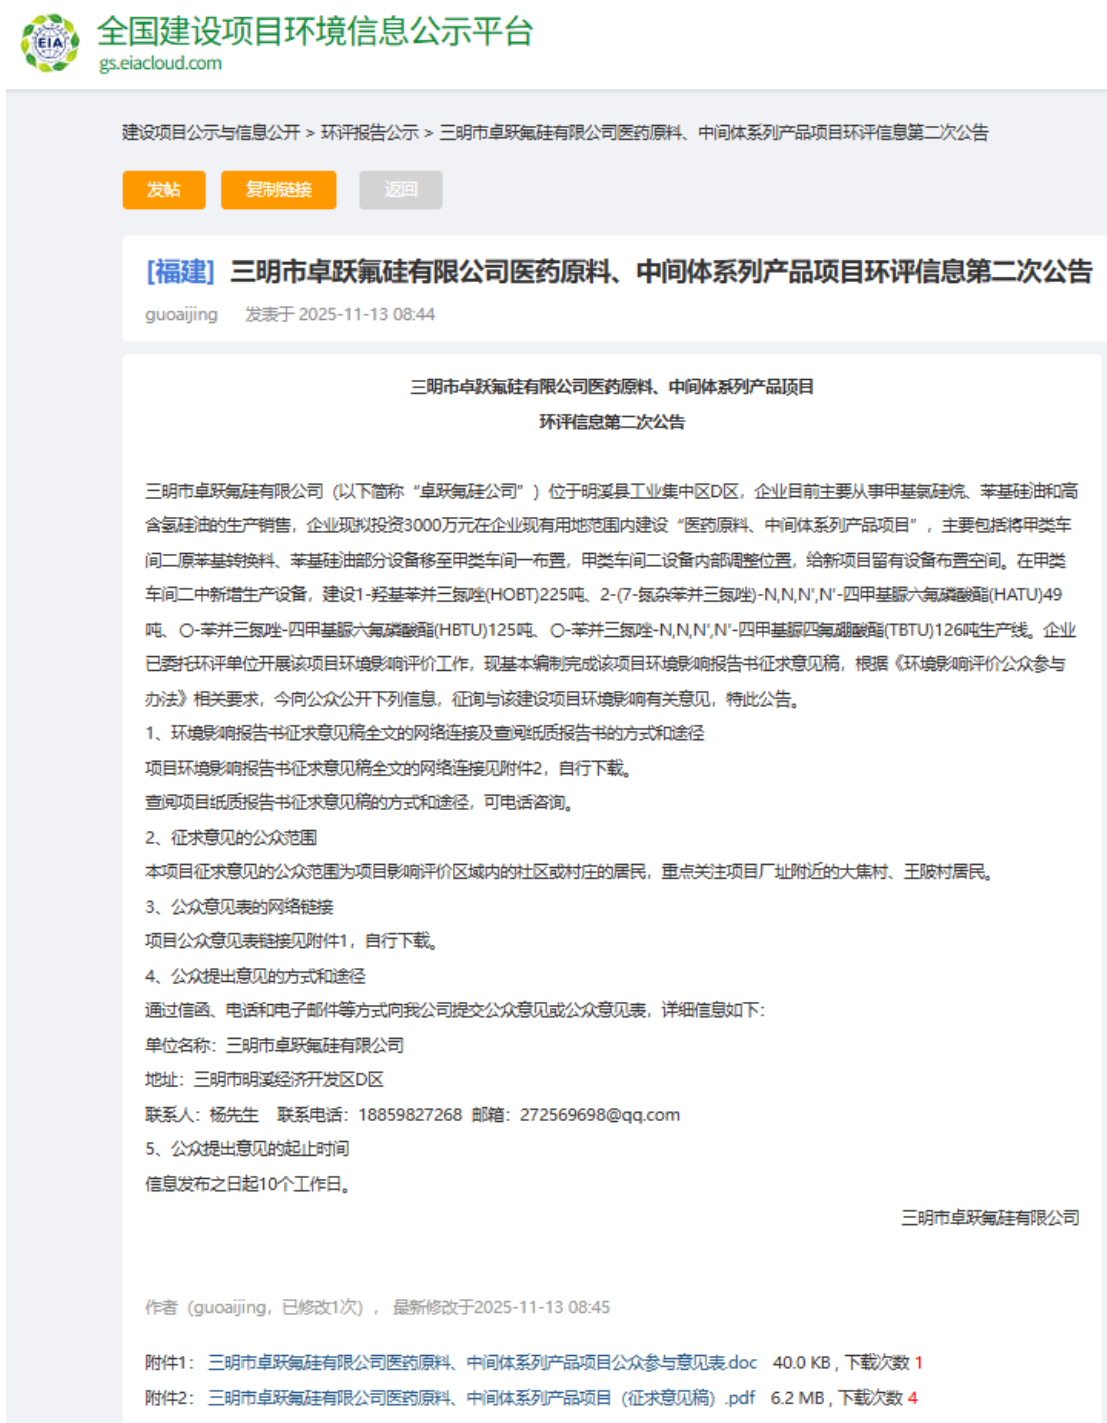 EIA
全国建设项目环境信息公示平台
gs.eiacloud.com
建设项目公示与信息公开 > 环评报告公示 > 三明市卓跃氟硅有限公司医药原料、中间体系列产品项目环评信息第二次公告
发帖 复制链接 返回
[福建] 三明市卓跃氟硅有限公司医药原料、中间体系列产品项目环评信息第二次公告
guoaijing 发表于 2025-11-13 08:44
三明市卓跃氟硅有限公司医药原料、中间体系列产品项目
环评信息第二次公告
三明市卓跃氟硅有限公司（以下简称“卓跃氟硅公司”）位于明溪县工业集中区D区，企业目前主要从事甲基氯硅烷、苯基硅油和高
含氢硅油的生产销售，企业现拟投资3000万元在企业现有用地范围内建设“医药原料、中间体系列产品项目”，主要包括将甲类车
间二原苯基转换料、苯基硅油部分设备移至甲类车间一布置，甲类车间二设备内部调整位置，给新项目留有设备布置空间。在甲类
车间二中新增生产设备，建设1-羟基苯并三氮唑(HOBT)225吨、2-(7-氮杂苯并三氮唑)-N,N,N',N'-四甲基脲六氟磷酸酯(HATU)49
吨、O-苯并三氮唑-四甲基脲六氟磷酸酯(HBTU)125吨、O-苯并三氮唑-N,N,N',N'-四甲基脲四氟硼酸酯(TBTU)126吨生产线。企业
已委托环评单位开展该项目环境影响评价工作，现基本编制完成该项目环境影响报告书征求意见稿，根据《环境影响评价公众参与
办法》相关要求，今向公众公开下列信息，征询与该建设项目环境影响有关意见，特此公告。
1、环境影响报告书征求意见稿全文的网络连接及查阅纸质报告书的方式和途径
项目环境影响报告书征求意见稿全文的网络连接见附件2，自行下载。
查阅项目纸质报告书征求意见稿的方式和途径，可电话咨询。
2、征求意见的公众范围
本项目征求意见的公众范围为项目影响评价区域内的社区或村庄的居民，重点关注项目厂址附近的大焦村、王陂村居民。
3、公众意见表的网络链接
项目公众意见表链接见附件1，自行下载。
4、公众提出意见的方式和途径
通过信函、电话和电子邮件等方式向我公司提交公众意见或公众意见表，详细信息如下：
单位名称：三明市卓跃氟硅有限公司
地址：三明市明溪经济开发区D区
联系人：杨先生 联系电话：18859827268 邮箱：272569698@qq.com
5、公众提出意见的起止时间
信息发布之日起10个工作日。
三明市卓跃氟硅有限公司
作者（guoaijing，已修改1次），最新修改于2025-11-13 08:45
附件1： 三明市卓跃氟硅有限公司医药原料、中间体系列产品项目公众参与意见表.doc 40.0 KB , 下载次数 1
附件2： 三明市卓跃氟硅有限公司医药原料、中间体系列产品项目（征求意见稿）.pdf 6.2 MB , 下载次数 4